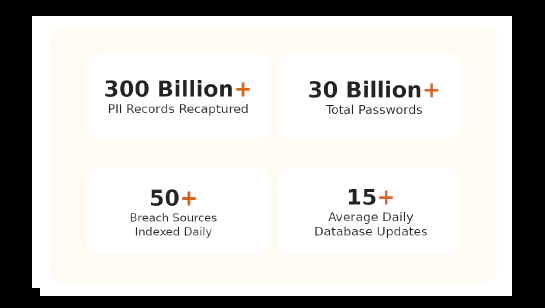 300 Billion+
PII Records Recaptured
30 Billion+
Total Passwords
50+
Breach Sources
Indexed Daily
15+
Average Daily
Database Updates